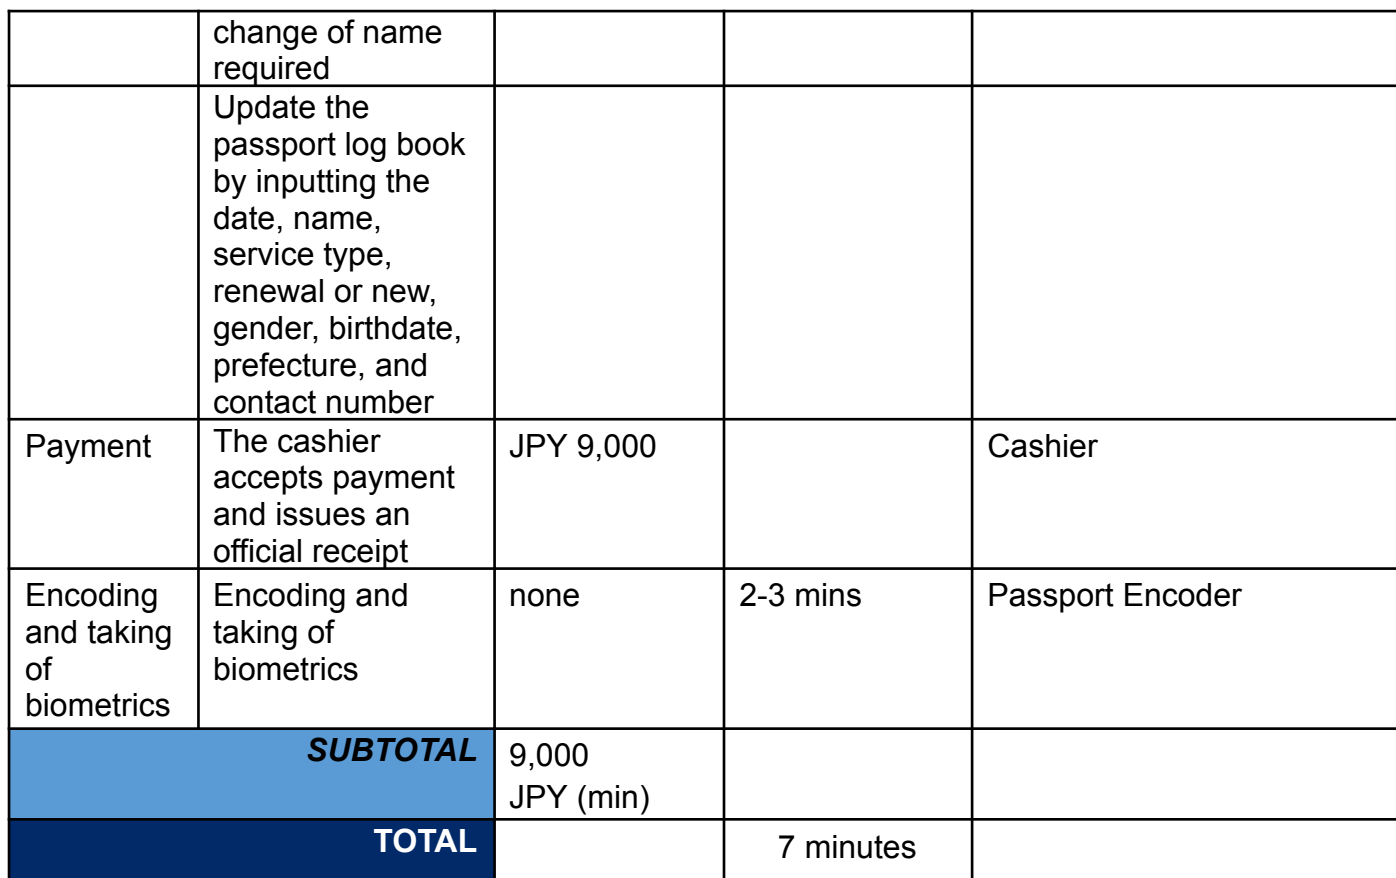 change of name
required
Update the
passport log book
by inputting the
date, name,
service type,
renewal or new,
gender, birthdate,
prefecture, and
contact number
Payment
The cashier
accepts payment
and issues an
official receipt
JPY 9,000
Cashier
Encoding
and taking
of
biometrics
Encoding and
taking of
biometrics
none
2-3 mins
Passport Encoder
SUBTOTAL
9,000
JPY (min)
TOTAL
7 minutes